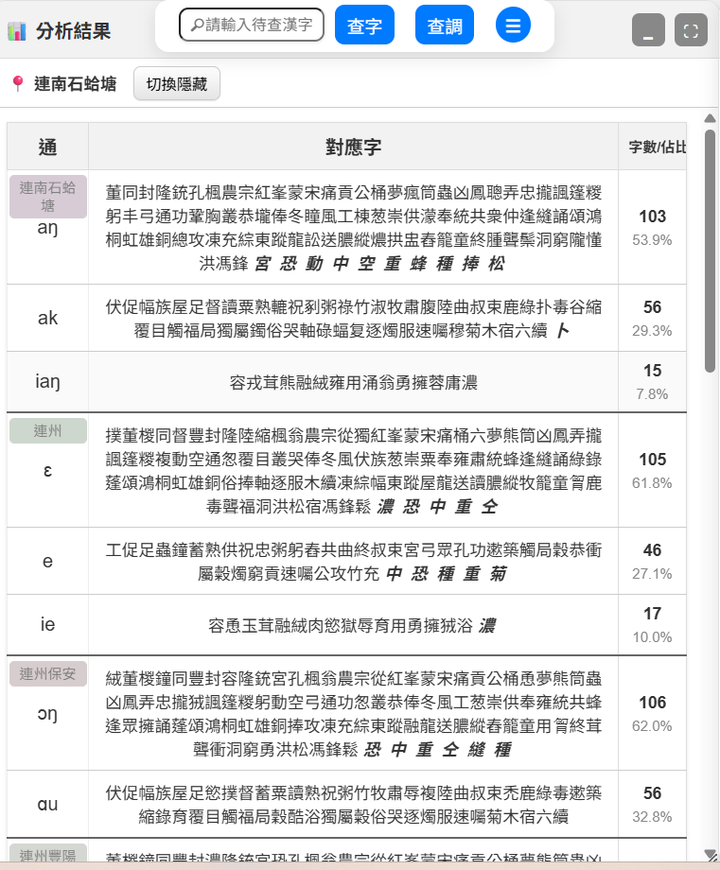 分析結果
請輸入待查漢字
查字
查調
連南石蛤塘
切換隱藏
通
對應字
字數/佔比
連南石蛤塘
aŋ
董同封隆銃孔楓農宗紅峯蒙宋痛貢公桶夢瘋筒蟲凶鳳聰弄忠攏諷篷糉
躬丰弓通功鞏胸叢恭壠俸冬瞳風工棟葱崇供濛奉統共衆仲逢縫誦頌鴻
桐虹雄銅總攻凍充綜東蹤龍訟送膿縱燶拱盅舂籠童終腫聾鬃洞窮隴懂
洪馮鋒 宮 恐 動 中 空 重 蜂 種 捧 松
103
53.9%
ak
伏促幅族屋足督讀粟熟轆祝剢粥祿竹淑牧肅腹陸曲叔束鹿綠扑毒谷縮
覆目觸福局獨屬鐲俗哭軸碌蝠复逐燭服速囑穆菊木宿六續 卜
56
29.3%
iaŋ
容戎茸熊融絨雍用涌翁勇擁蓉庸濃
15
7.8%
連州
ɛ
撲董糉同督豐封隆陸縮楓翁農宗從獨紅峯蒙宋痛桶六夢熊筒凶鳳弄攏
諷篷糉複動空通怱覆目叢哭俸冬風伏族葱崇粟奉雍肅統蜂逢縫誦綠錄
蓬頌鴻桐虹雄銅俗捧軸逐服木續凍綜幅東蹤屋龍送讀膿縱牧籠童胷鹿
毒聾福洞洪松宿馮鋒鬆 濃 恐 中 重 仝
105
61.8%
e
工促足蟲鐘蓄熟供祝忠粥躬舂共曲終叔束宮弓眾孔功遬築觸局穀恭衝
屬穀燭窮貢速囑公攻竹充 中 恐 種 重 菊
46
27.1%
ie
容恿玉茸融絨肉慾獄辱育用勇擁狨浴 濃
17
10.0%
連州保安
ɔŋ
絨董糉鐘同豐封容隆銃宮孔楓翁農宗從紅峯蒙宋痛貢公桶恿夢熊筒蟲
凶鳳弄忠攏狨諷篷糉躬動空弓通功怱叢恭俸冬風工葱崇供奉雍統共蜂
逢眾擁誦蓬頌鴻桐虹雄銅捧攻凍充綜東蹤融龍送膿縱舂籠童用胷終茸
聾衝洞窮勇洪松馮鋒鬆 恐 中 重 仝 縫 種
106
62.0%
ɑu
伏促幅族屋足慾撲督蓄粟讀熟祝粥竹牧肅辱複陸曲叔束禿鹿綠毒遬築
縮錄育覆目觸福局穀酷浴獨屬穀俗哭逐燭服速囑菊木宿六續
56
32.8%
連州豐陽